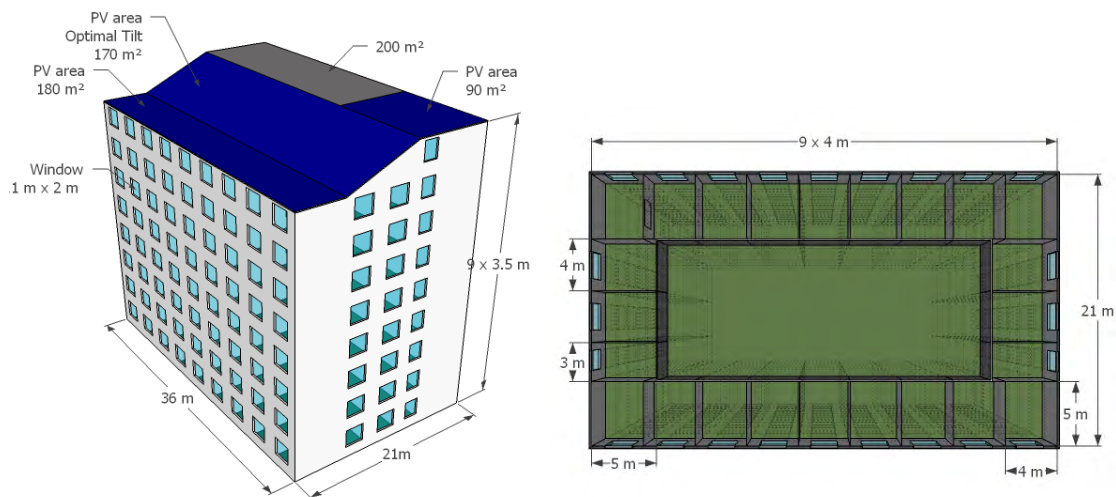 PV area
Optimal Tilt
170 m²
PV area
180 m²
200 m²
PV area
90 m²
Window
.1 m x 2 m
9 x 3.5 m
36 m
21m
9 x 4 m
4 m
3 m
21 m
5 m
5 m
4 m